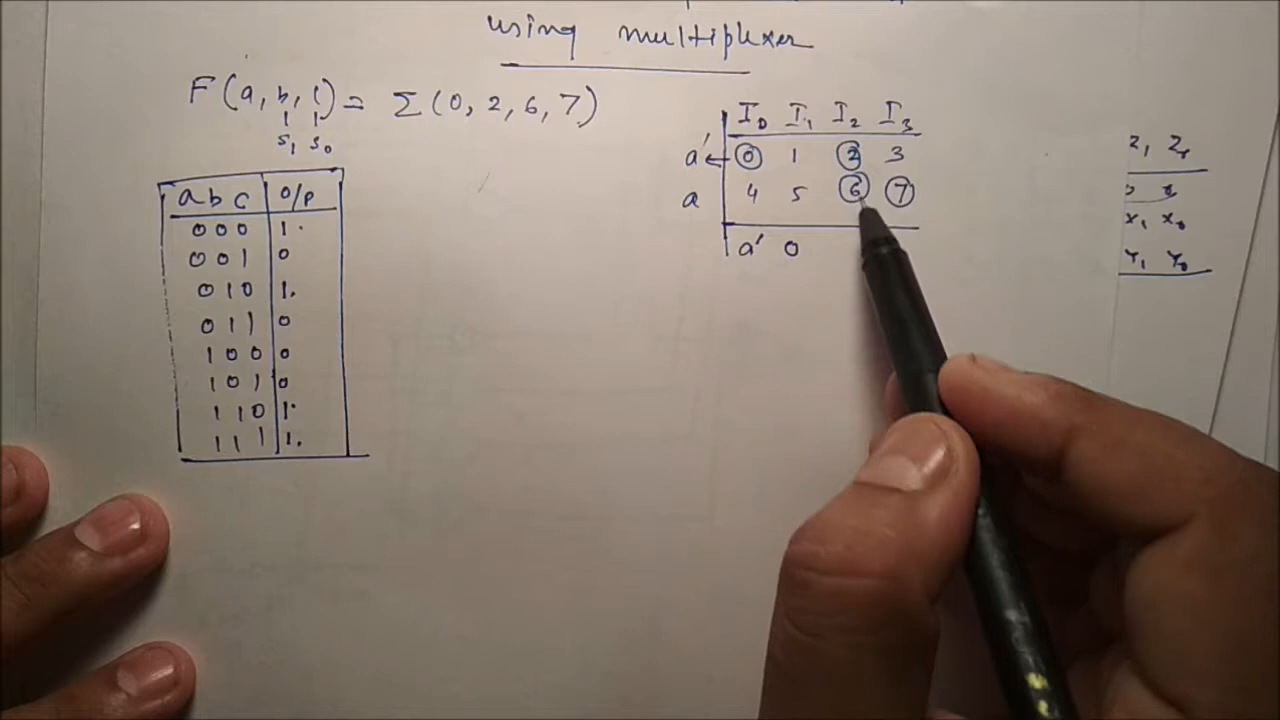 using multiplexer
F(a, b, c) = Σ(0, 2, 6, 7)
S₁ S₀
a b c O/P
0 0 0 1.
0 0 1 0
0 1 0 1.
0 1 1 0
1 0 0 0
1 0 1 0
1 1 0 1.
1 1 1 1.
I₀ I₁ I₂ I₃
a' ← 0 1 2 3
a 4 5 6 7
a' 0
X₁ X₀
Y₁ Y₀